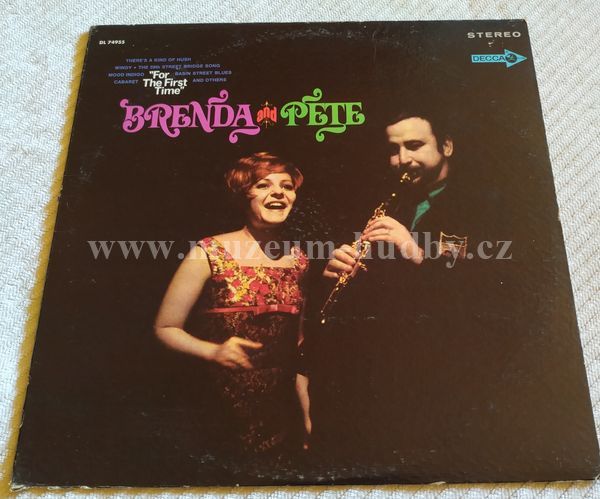 DL 74955
STEREO
DECCA
THERE'S A KIND OF HUSH
WINDY • THE 59th STREET BRIDGE SONG
MOOD INDIGO "For BASIN STREET BLUES
CABARET The First AND OTHERS
Time"
BRENDA and PETE
www.muzeum-hudby.cz